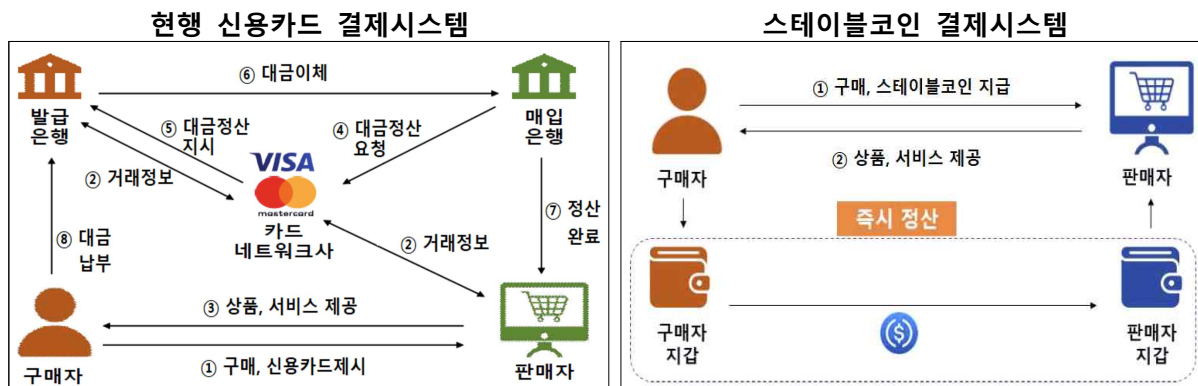 현행 신용카드 결제시스템
발급
은행
⑥ 대금이체
매입
은행
⑤ 대금정산
지시
④ 대금정산
요청
② 거래정보
VISA
mastercard
카드
네트워크사
② 거래정보
⑦ 정산
완료
⑧ 대금
납부
③ 상품, 서비스 제공
① 구매, 신용카드제시
구매자
판매자
스테이블코인 결제시스템
① 구매, 스테이블코인 지급
② 상품, 서비스 제공
구매자
판매자
즉시 정산
구매자
지갑
판매자
지갑